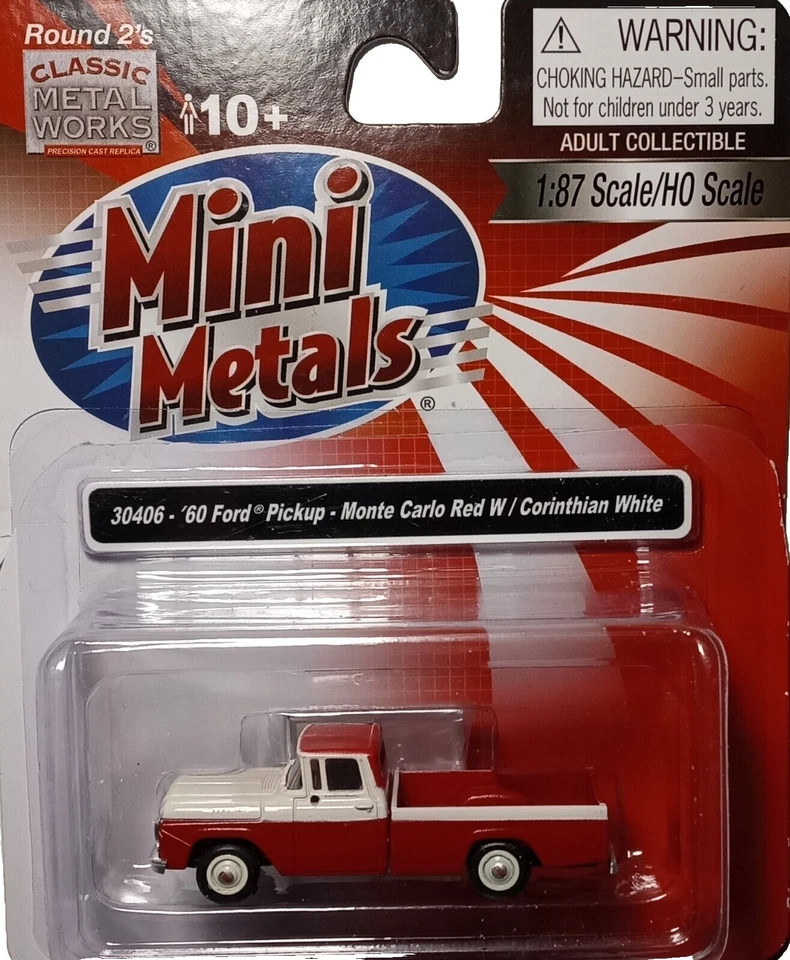 Round 2's
CLASSIC
METAL
WORKS
PRECISION CAST REPLICA ®
10+
WARNING:
CHOKING HAZARD–Small parts.
Not for children under 3 years.
ADULT COLLECTIBLE
1:87 Scale/HO Scale
Mini
Metals ®
30406 - '60 Ford® Pickup - Monte Carlo Red W / Corinthian White